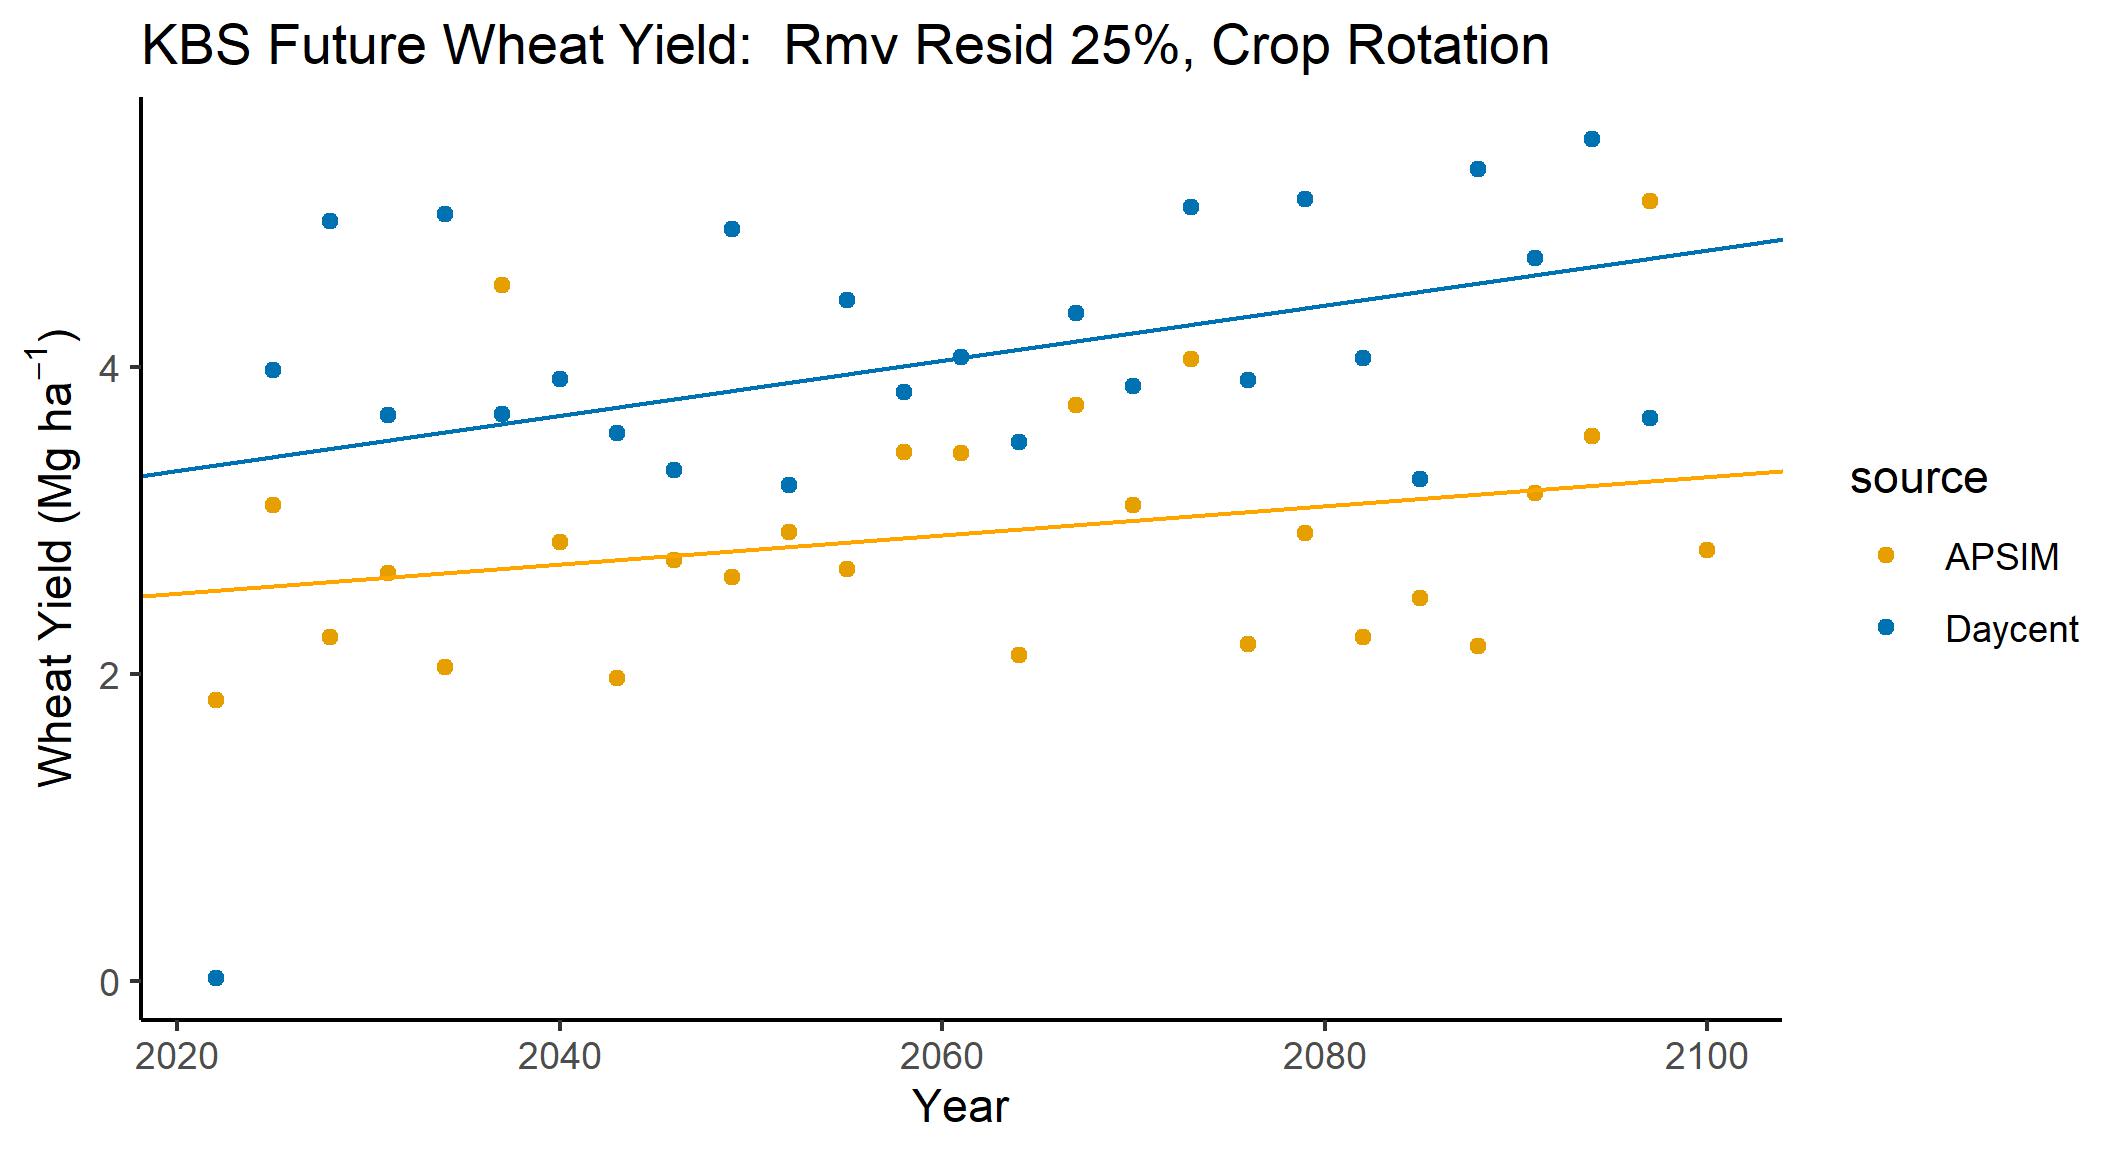 KBS Future Wheat Yield:  Rmv Resid 25%, Crop Rotation
Wheat Yield (Mg ha⁻¹)
4
2
0
2020 2040 2060 2080 2100
Year
source
APSIM
Daycent